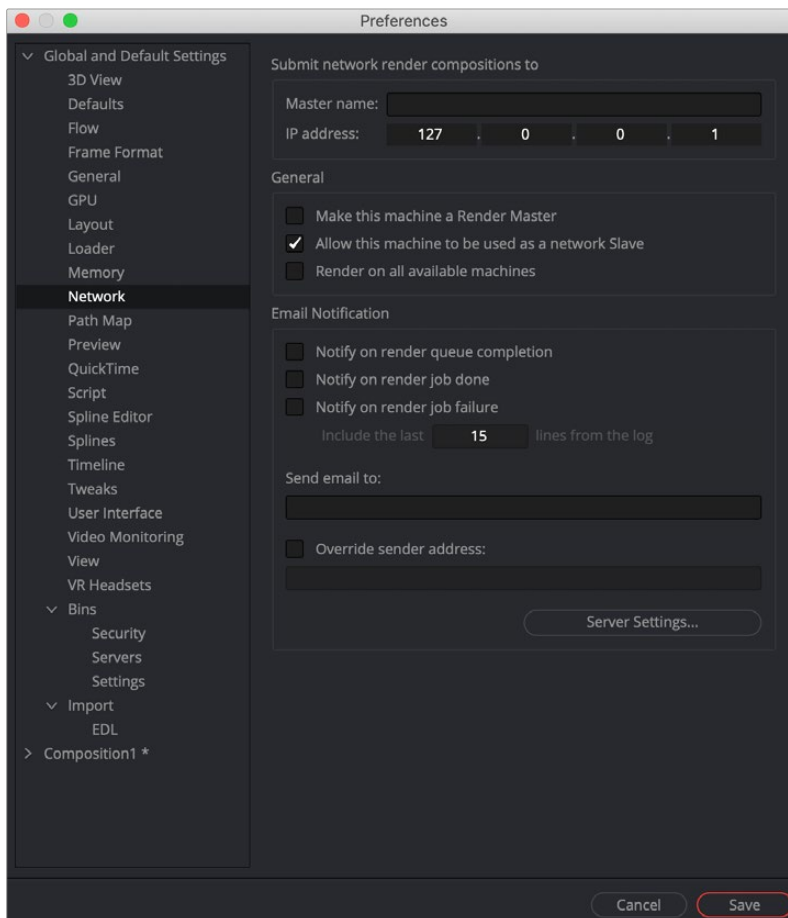 Preferences
Global and Default Settings
3D View
Defaults
Flow
Frame Format
General
GPU
Layout
Loader
Memory
Network
Path Map
Preview
QuickTime
Script
Spline Editor
Splines
Timeline
Tweaks
User Interface
Video Monitoring
View
VR Headsets
Bins
Security
Servers
Settings
Import
EDL
Composition1 *
Submit network render compositions to
Master name:
IP address: 127 . 0 . 0 . 1
General
Make this machine a Render Master
Allow this machine to be used as a network Slave
Render on all available machines
Email Notification
Notify on render queue completion
Notify on render job done
Notify on render job failure
Include the last 15 lines from the log
Send email to:
Override sender address:
Server Settings...
Cancel Save